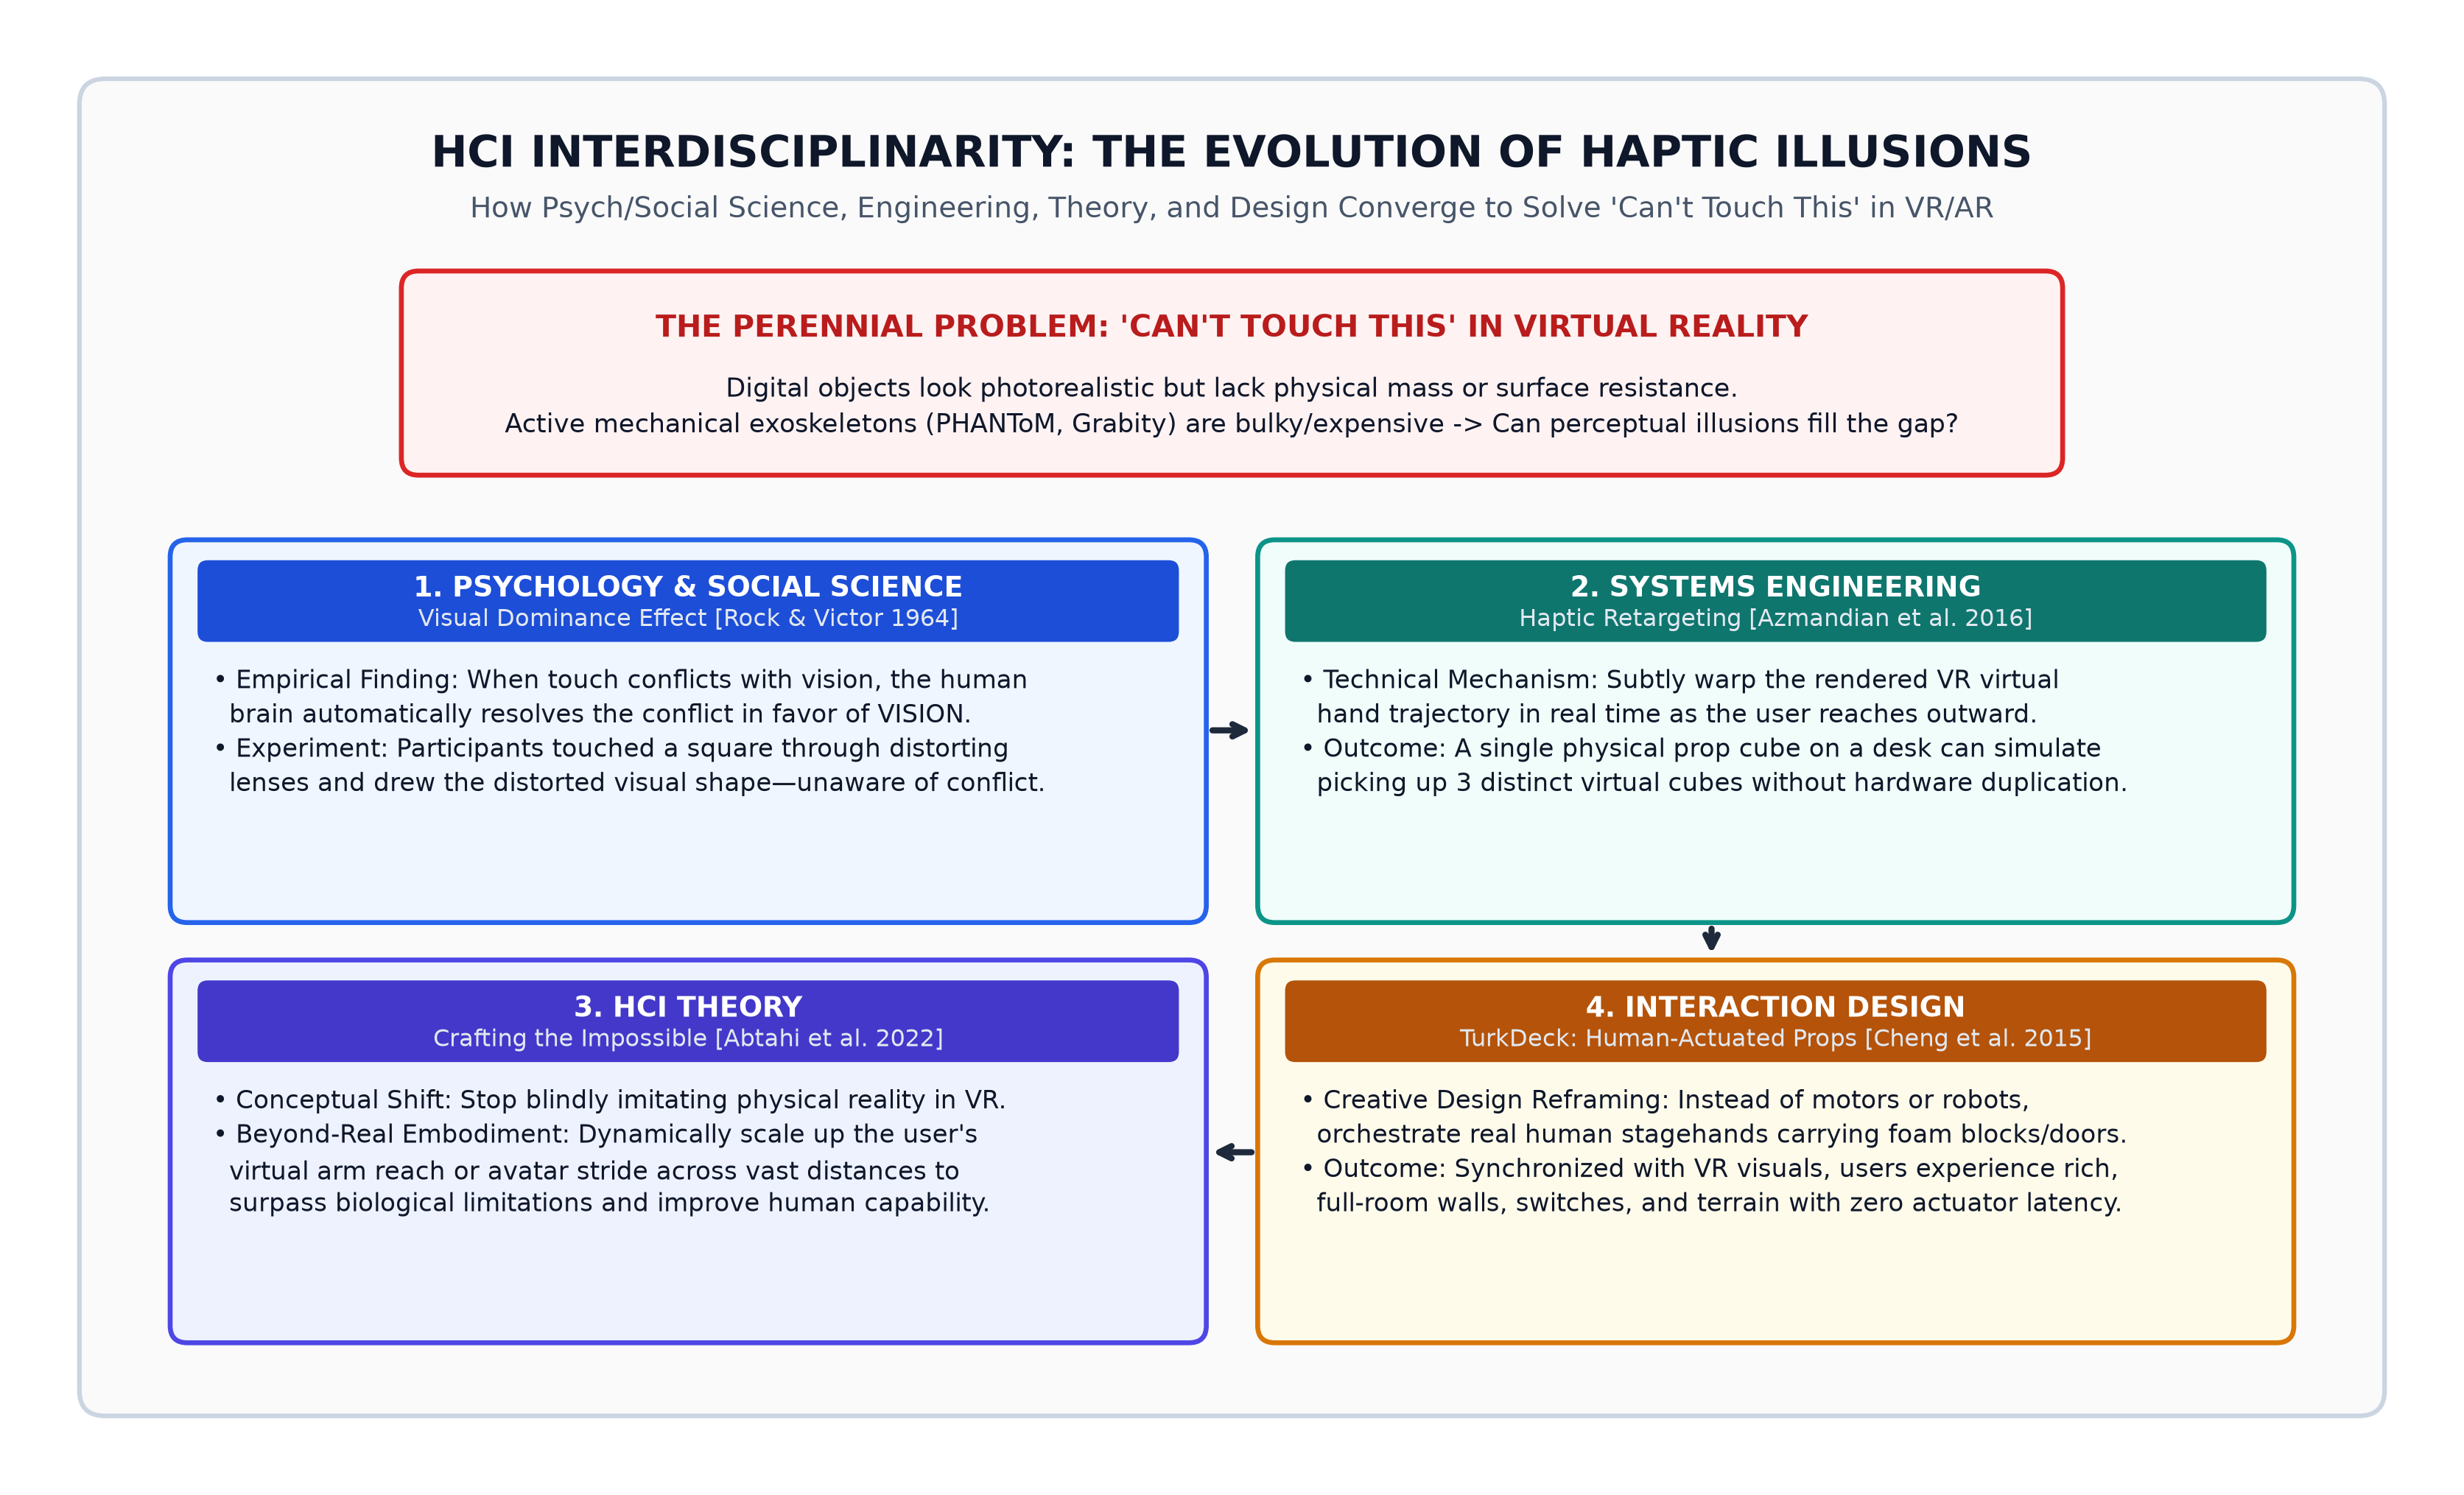 HCI INTERDISCIPLINARITY: THE EVOLUTION OF HAPTIC ILLUSIONS
How Psych/Social Science, Engineering, Theory, and Design Converge to Solve 'Can't Touch This' in VR/AR
THE PERENNIAL PROBLEM: 'CAN'T TOUCH THIS' IN VIRTUAL REALITY
Digital objects look photorealistic but lack physical mass or surface resistance.
Active mechanical exoskeletons (PHANToM, Grabity) are bulky/expensive -> Can perceptual illusions fill the gap?
1. PSYCHOLOGY & SOCIAL SCIENCE
Visual Dominance Effect [Rock & Victor 1964]
• Empirical Finding: When touch conflicts with vision, the human
brain automatically resolves the conflict in favor of VISION.
• Experiment: Participants touched a square through distorting
lenses and drew the distorted visual shape—unaware of conflict.
2. SYSTEMS ENGINEERING
Haptic Retargeting [Azmandian et al. 2016]
• Technical Mechanism: Subtly warp the rendered VR virtual
hand trajectory in real time as the user reaches outward.
• Outcome: A single physical prop cube on a desk can simulate
picking up 3 distinct virtual cubes without hardware duplication.
3. HCI THEORY
Crafting the Impossible [Abtahi et al. 2022]
• Conceptual Shift: Stop blindly imitating physical reality in VR.
• Beyond-Real Embodiment: Dynamically scale up the user's
virtual arm reach or avatar stride across vast distances to
surpass biological limitations and improve human capability.
4. INTERACTION DESIGN
TurkDeck: Human-Actuated Props [Cheng et al. 2015]
• Creative Design Reframing: Instead of motors or robots,
orchestrate real human stagehands carrying foam blocks/doors.
• Outcome: Synchronized with VR visuals, users experience rich,
full-room walls, switches, and terrain with zero actuator latency.